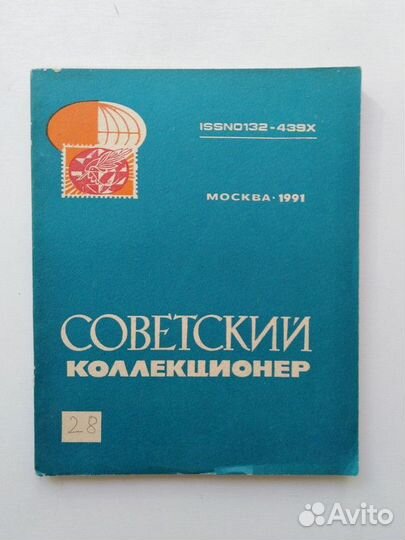 ISSN0132-439X
МОСКВА · 1991
СОВЕТСКИЙ
КОЛЛЕКЦИОНЕР
28
Avito